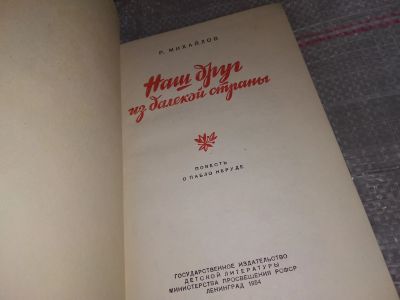 Р. МИХАЙЛОВ
Наш друг
из далекой страны
ПОВЕСТЬ
О ПАБЛО НЕРУДЕ
ГОСУДАРСТВЕННОЕ ИЗДАТЕЛЬСТВО
ДЕТСКОЙ ЛИТЕРАТУРЫ
МИНИСТЕРСТВА ПРОСВЕЩЕНИЯ РСФСР
ЛЕНИНГРАД 1954